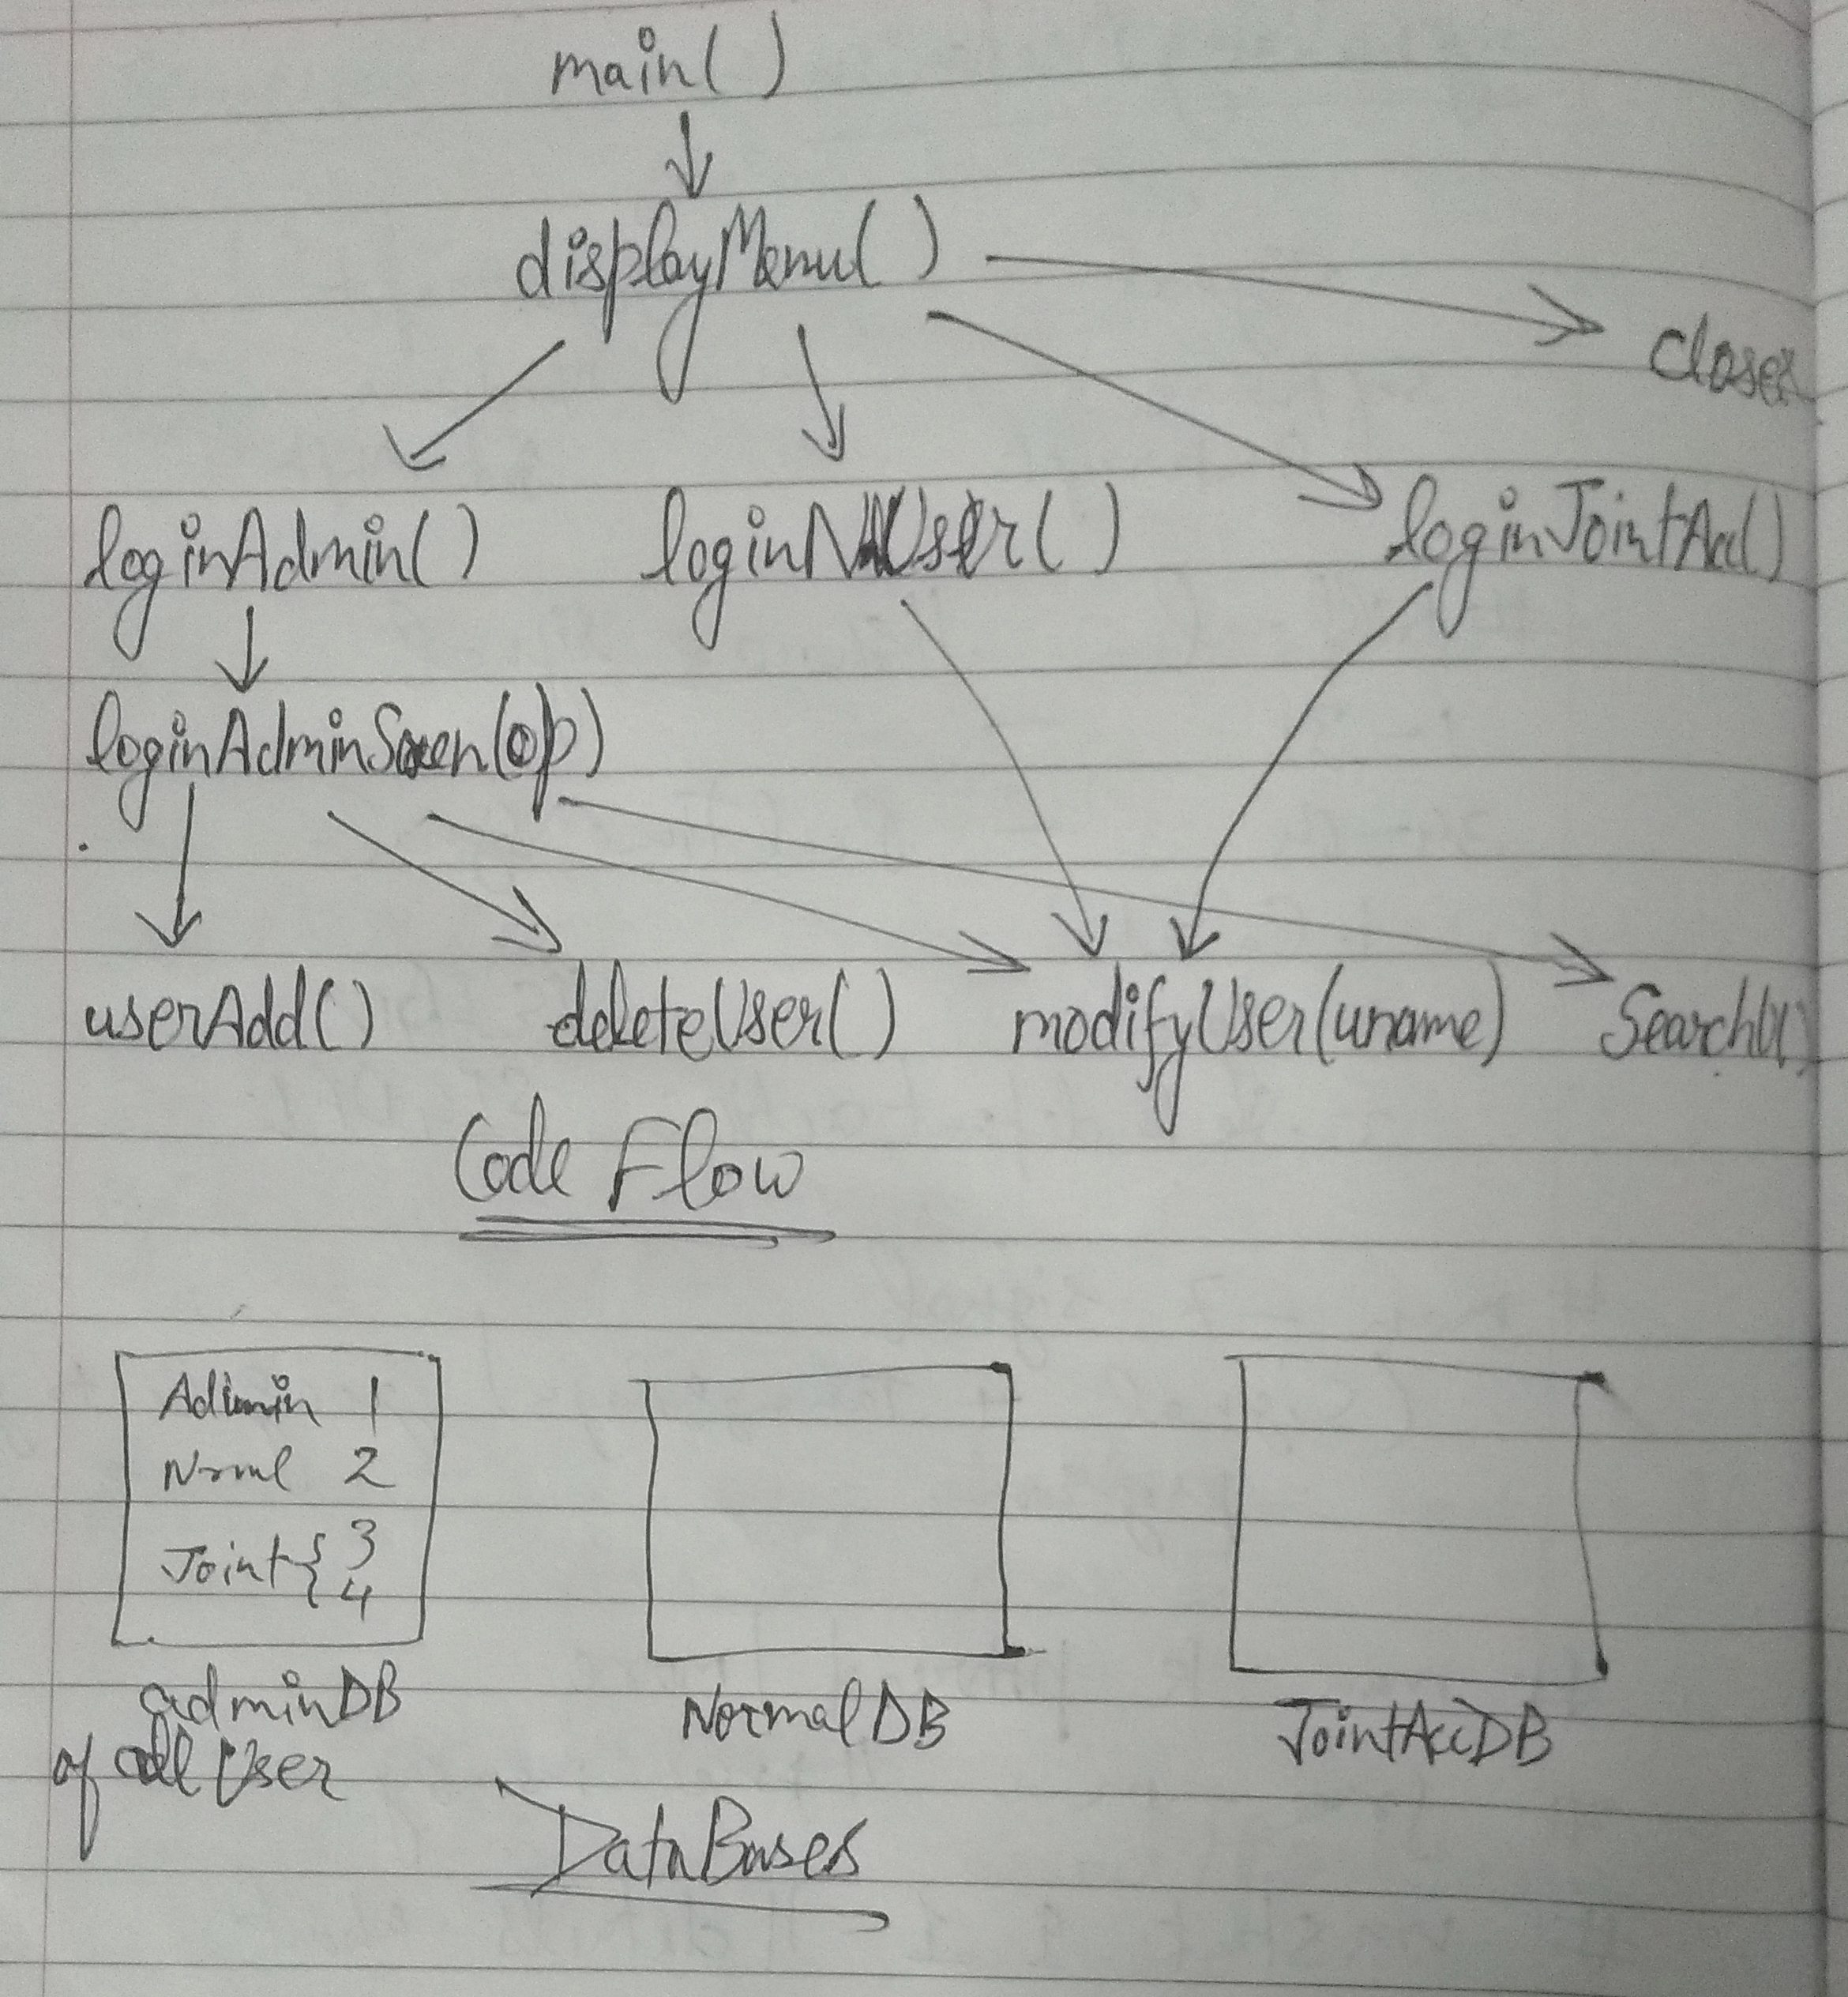 main()
displayMenu()
Closes
loginAdmin() loginNUser() loginJointAcc()
loginAdminScreen(op)
userAdd() deleteUser() modifyUser(uname) SearchU()
Code Flow
Admin 1
Norml 2
Joint { 3
4
adminDB NormalDB JointAccDB
of all User
DataBases